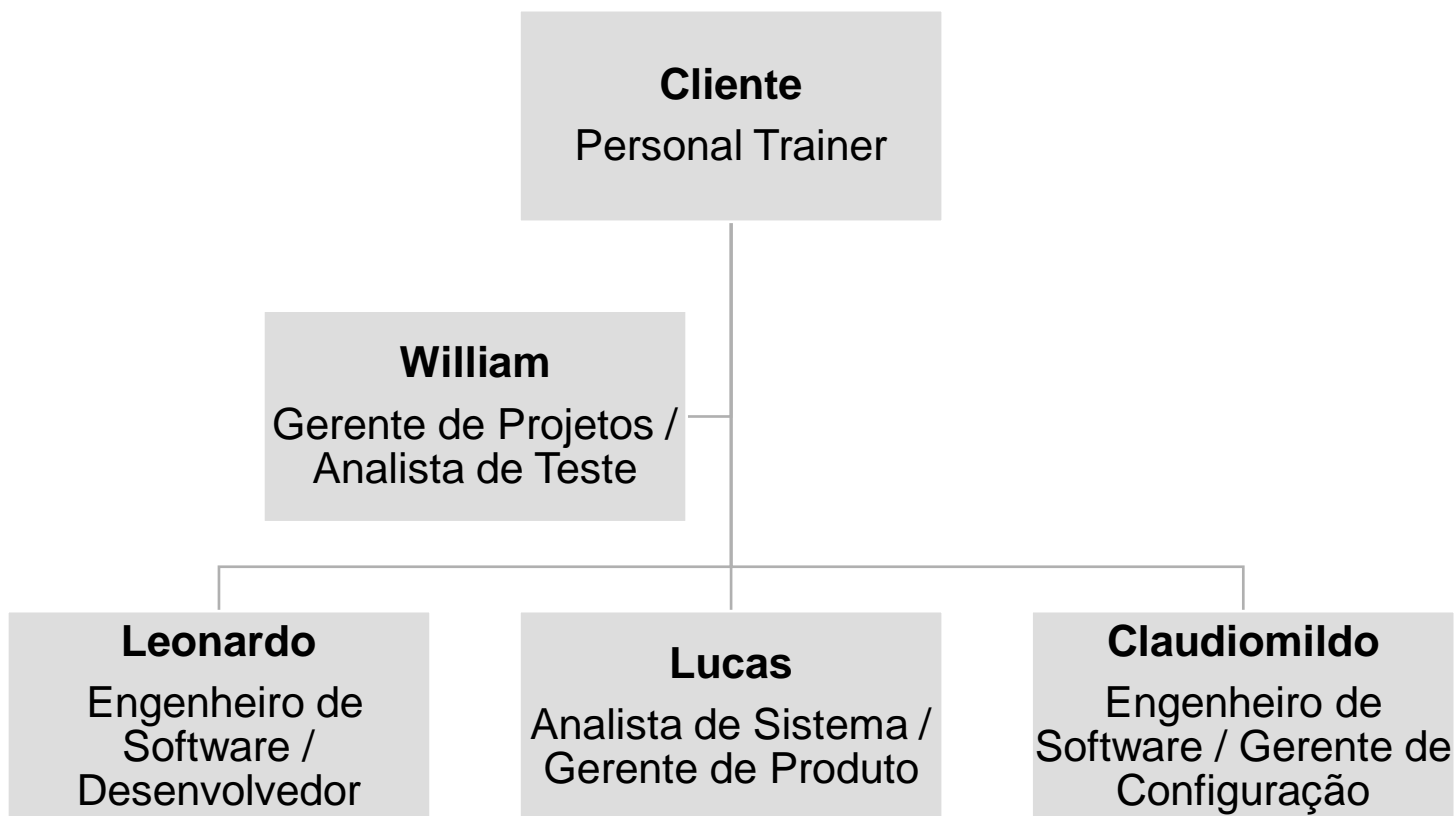 Cliente
Personal Trainer
William
Gerente de Projetos /
Analista de Teste
Leonardo
Engenheiro de
Software /
Desenvolvedor
Lucas
Analista de Sistema /
Gerente de Produto
Claudiomildo
Engenheiro de
Software / Gerente de
Configuração